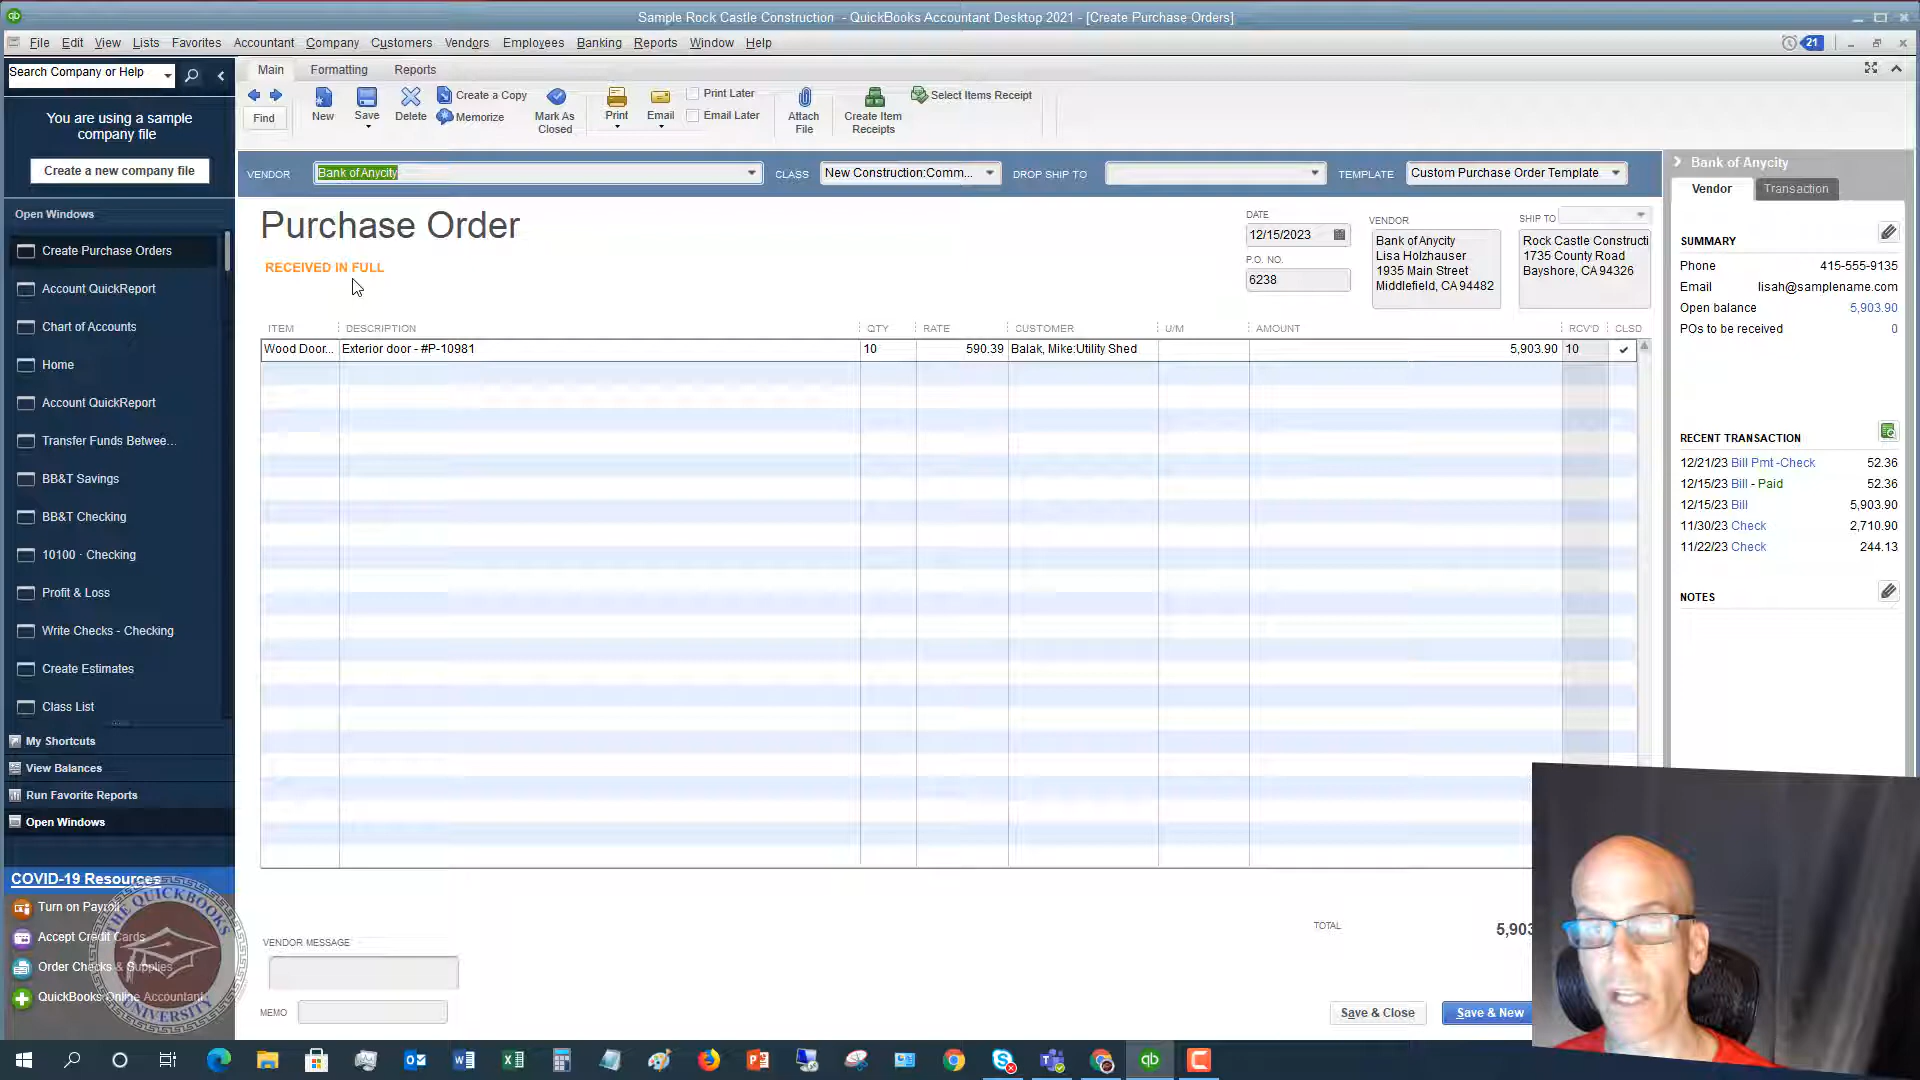 Sample Rock Castle Construction - QuickBooks Accountant Desktop 2021 - [Create Purchase Orders]
File Edit View Lists Favorites Accountant Company Customers Vendors Employees Banking Reports Window Help
21
Search Company or Help
You are using a sample
company file
Create a new company file
Open Windows
Create Purchase Orders
Account QuickReport
Chart of Accounts
Home
Account QuickReport
Transfer Funds Betwee...
BB&T Savings
BB&T Checking
10100 · Checking
Profit & Loss
Write Checks - Checking
Create Estimates
Class List
My Shortcuts
View Balances
Run Favorite Reports
Open Windows
COVID-19 Resources
Turn on Payroll
Accept Credit Cards
Order Checks & Supplies
QuickBooks Online Accountant
THE QUICKBOOKS
UNIVERSITY
Main Formatting Reports
Find
New
Save
Delete
Create a Copy
Memorize
Mark As
Closed
Print
Email
Print Later
Email Later
Attach
File
Create Item
Receipts
Select Items Receipt
VENDOR Bank of Anycity CLASS New Construction:Comm... DROP SHIP TO TEMPLATE Custom Purchase Order Template
Purchase Order
RECEIVED IN FULL
DATE
12/15/2023
P.O. NO.
6238
VENDOR
Bank of Anycity
Lisa Holzhauser
1935 Main Street
Middlefield, CA 94482
SHIP TO
Rock Castle Constructi
1735 County Road
Bayshore, CA 94326
ITEM DESCRIPTION QTY RATE CUSTOMER U/M AMOUNT RCV'D CLSD
Wood Door... Exterior door - #P-10981 10 590.39 Balak, Mike:Utility Shed 5,903.90 10
TOTAL 5,903
VENDOR MESSAGE
MEMO
Save & Close Save & New
Bank of Anycity
Vendor Transaction
SUMMARY
Phone 415-555-9135
Email lisah@samplename.com
Open balance 5,903.90
POs to be received 0
RECENT TRANSACTION
12/21/23 Bill Pmt -Check 52.36
12/15/23 Bill - Paid 52.36
12/15/23 Bill 5,903.90
11/30/23 Check 2,710.90
11/22/23 Check 244.13
NOTES